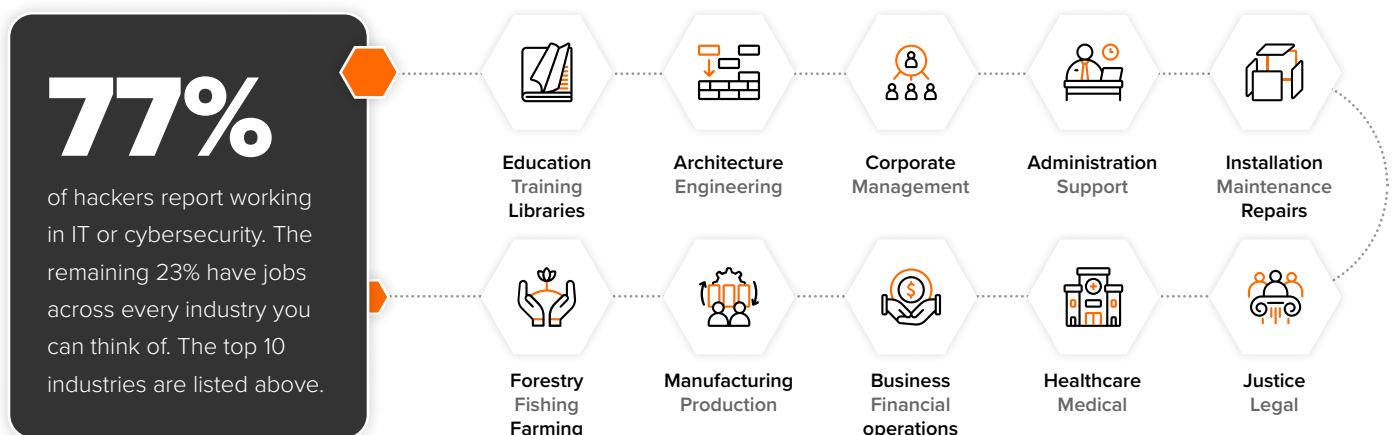 77%
of hackers report working
in IT or cybersecurity. The
remaining 23% have jobs
across every industry you
can think of. The top 10
industries are listed above.
Education
Training
Libraries
Architecture
Engineering
Corporate
Management
Administration
Support
Installation
Maintenance
Repairs
Forestry
Fishing
Farming
Manufacturing
Production
Business
Financial
operations
Healthcare
Medical
Justice
Legal